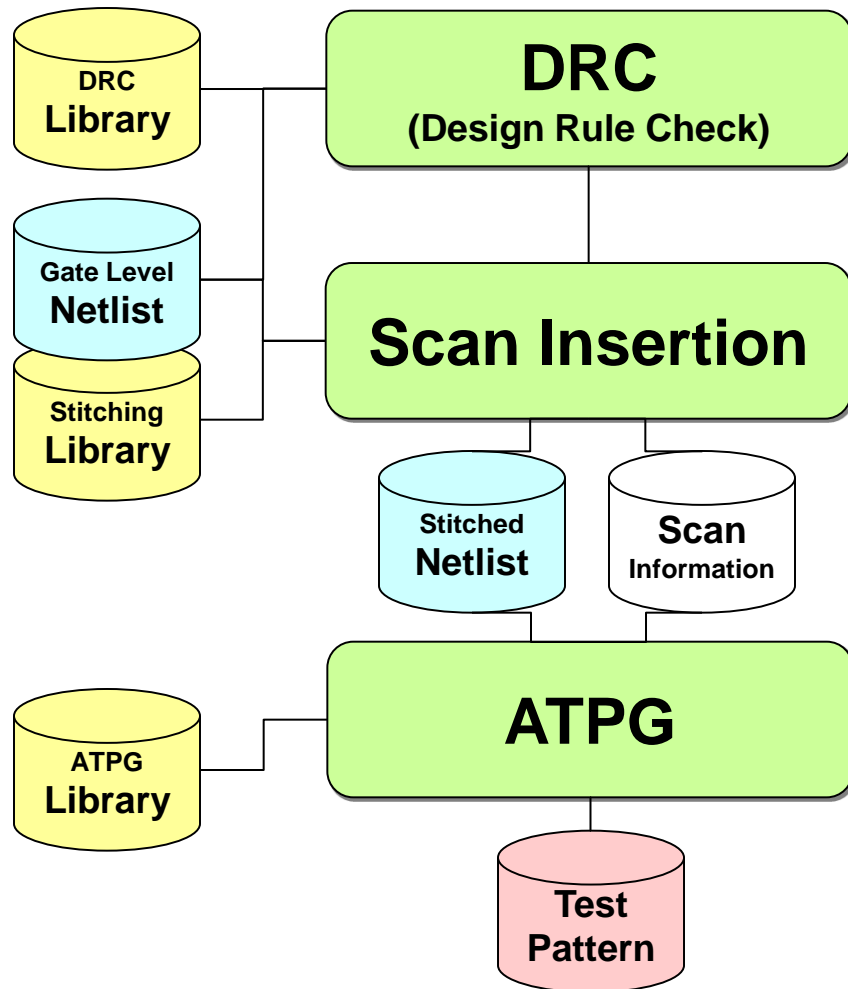 DRC
Library
DRC
(Design Rule Check)
Gate Level
Netlist
Stitching
Library
Scan Insertion
Stitched
Netlist
Scan
Information
ATPG
Library
ATPG
Test
Pattern